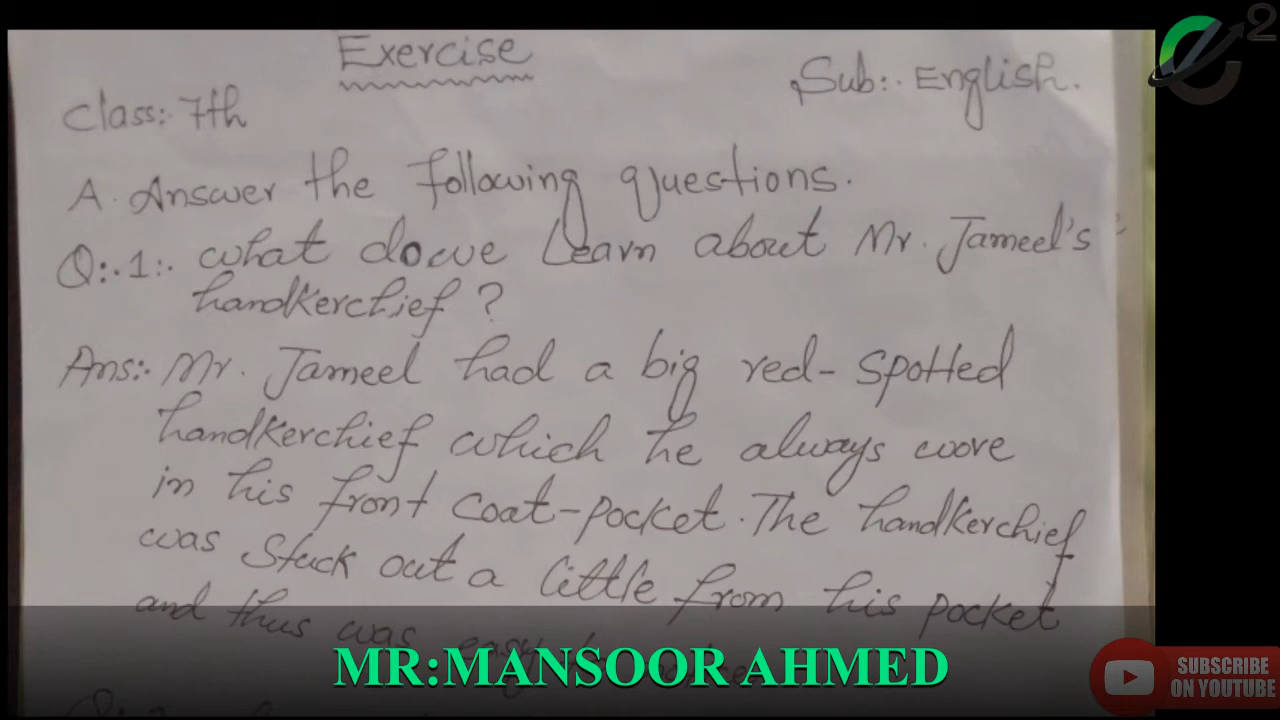 Exercise
Class:. 7th
Sub:. English.
A. Answer the following questions.
Q:.1:. what do we Learn about Mr. Jameel's
handkerchief?
Ans:. Mr. Jameel had a big red-spotted
handkerchief which he always wore
in his front coat-pocket. The handkerchief
was stuck out a little from his pocket
and thus was easy
MR:MANSOOR AHMED
SUBSCRIBE
ON YOUTUBE
e2